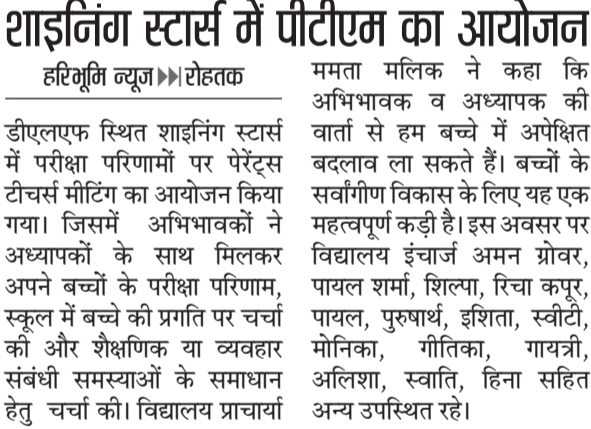 शाइनिंग स्टार्स में पीटीएम का आयोजन
हरिभूमि न्यूज▶▶|रोहतक
डीएलएफ स्थित शाइनिंग स्टार्स
में परीक्षा परिणामों पर पेरेंट्स
टीचर्स मीटिंग का आयोजन किया
गया। जिसमें अभिभावकों ने
अध्यापकों के साथ मिलकर
अपने बच्चों के परीक्षा परिणाम,
स्कूल में बच्चे की प्रगति पर चर्चा
की और शैक्षणिक या व्यवहार
संबंधी समस्याओं के समाधान
हेतु चर्चा की। विद्यालय प्राचार्या
ममता मलिक ने कहा कि
अभिभावक व अध्यापक की
वार्ता से हम बच्चे में अपेक्षित
बदलाव ला सकते हैं। बच्चों के
सर्वांगीण विकास के लिए यह एक
महत्वपूर्ण कड़ी है। इस अवसर पर
विद्यालय इंचार्ज अमन ग्रोवर,
पायल शर्मा, शिल्पा, रिचा कपूर,
पायल, पुरुषार्थ, इशिता, स्वीटी,
मोनिका, गीतिका, गायत्री,
अलिशा, स्वाति, हिना सहित
अन्य उपस्थित रहे।